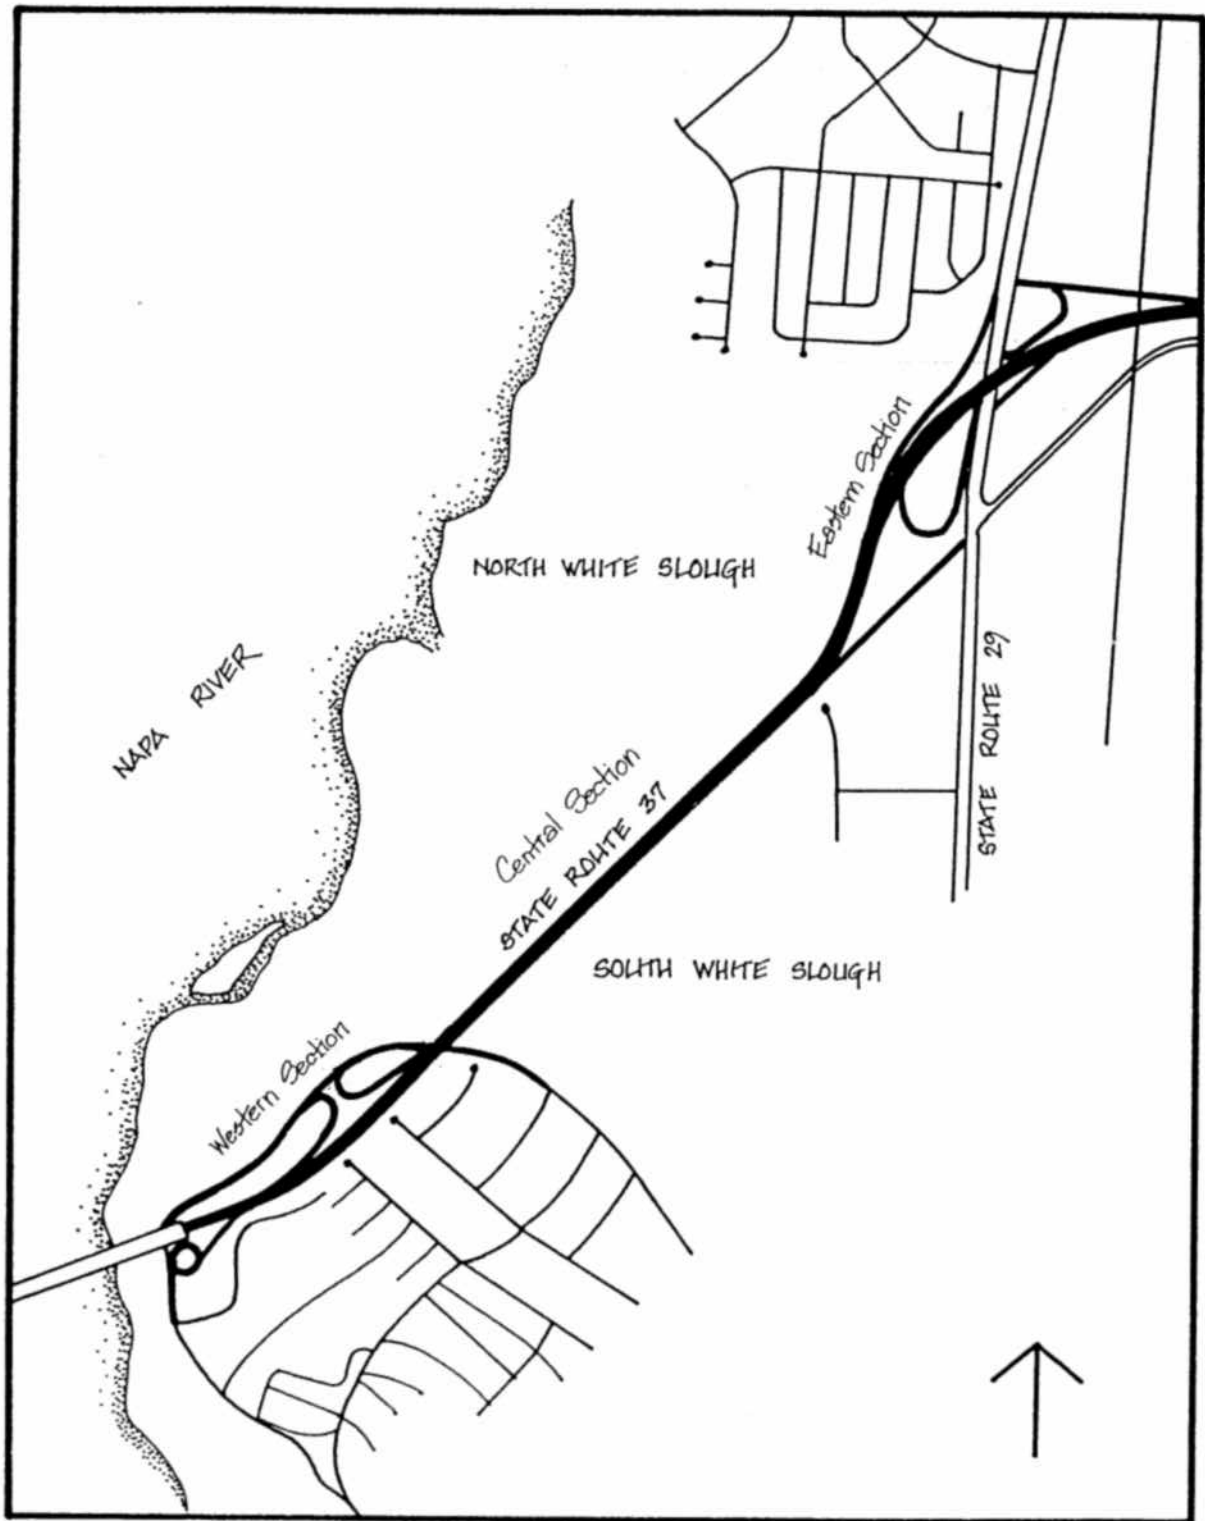 Eastern Section
NORTH WHITE SLOUGH
NAPA RIVER
STATE ROUTE 29
Central Section
STATE ROUTE 37
SOUTH WHITE SLOUGH
Western Section